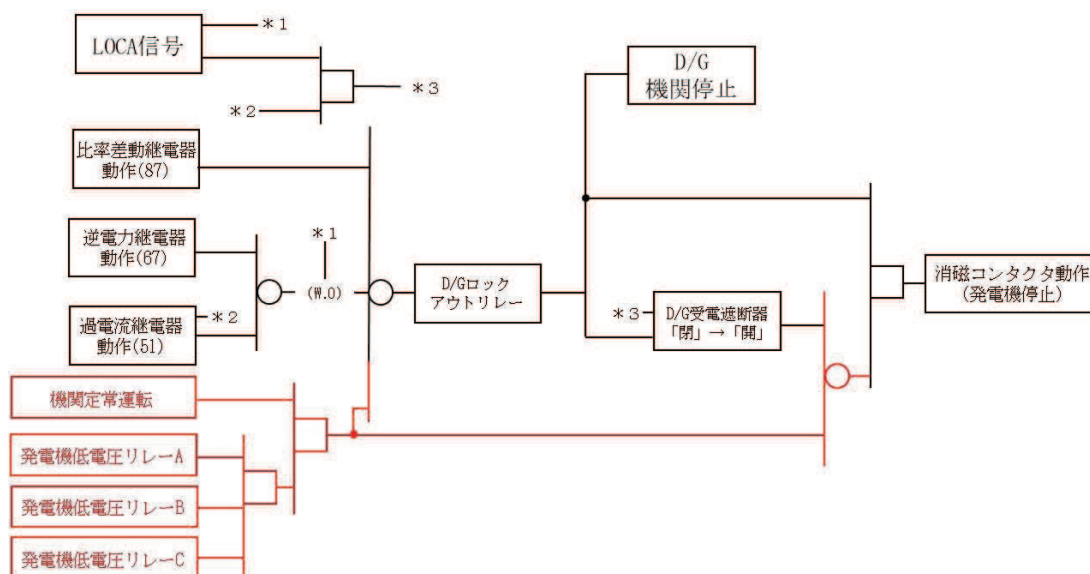 LOCA信号
*1
*3
*2
D/G
機関停止
比率差動継電器
動作(87)
逆電力継電器
動作(67)
*1
(W.O)
D/Gロック
アウトリレー
消磁コンタクタ動作
(発電機停止)
*3
D/G受電遮断器
「閉」→「開」
*2
過電流継電器
動作(51)
機関定常運転
発電機低電圧リレーA
発電機低電圧リレーB
発電機低電圧リレーC